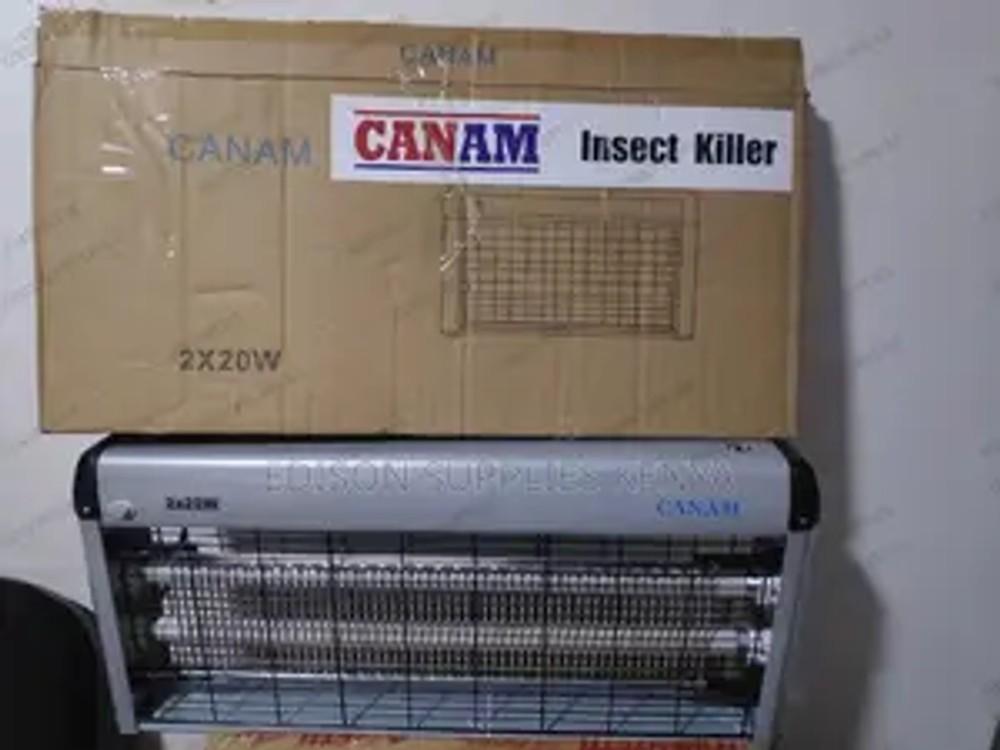 CANAM
CANAM
CANAM Insect Killer
2X20W
EDISON SUPPLIES KENYA
2x20W
CANAM